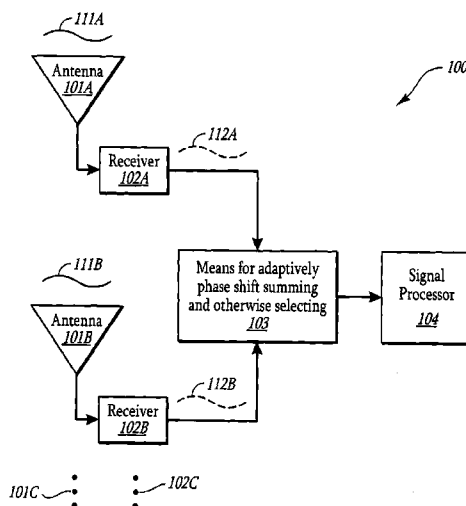 111A
Antenna
101A
100
112A
Receiver
102A
111B
Means for adaptively
phase shift summing
and otherwise selecting
103
Signal
Processor
104
Antenna
101B
112B
Receiver
102B
101C
102C